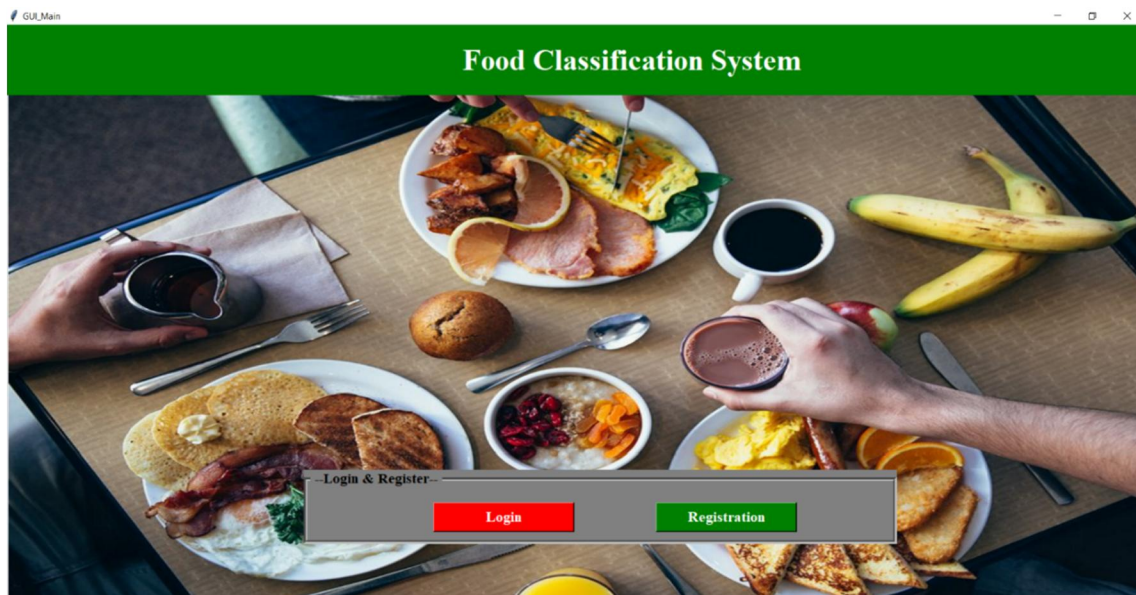 GUI_Main
Food Classification System
--Login & Register--
Login Registration